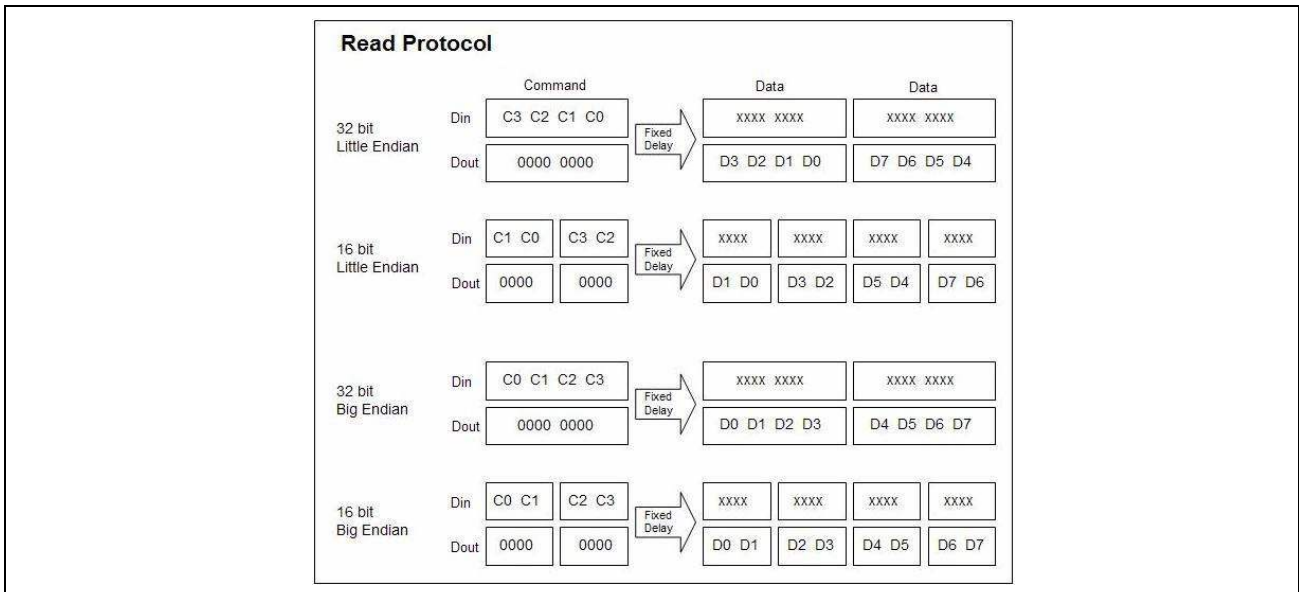 Read Protocol
Command Data Data
32 bit
Little Endian
Din C3 C2 C1 C0 xxxx xxxx xxxx xxxx
Fixed
Delay
Dout 0000 0000 D3 D2 D1 D0 D7 D6 D5 D4
16 bit
Little Endian
Din C1 C0 C3 C2 xxxx xxxx xxxx xxxx
Fixed
Delay
Dout 0000 0000 D1 D0 D3 D2 D5 D4 D7 D6
32 bit
Big Endian
Din C0 C1 C2 C3 xxxx xxxx xxxx xxxx
Fixed
Delay
Dout 0000 0000 D0 D1 D2 D3 D4 D5 D6 D7
16 bit
Big Endian
Din C0 C1 C2 C3 xxxx xxxx xxxx xxxx
Fixed
Delay
Dout 0000 0000 D0 D1 D2 D3 D4 D5 D6 D7